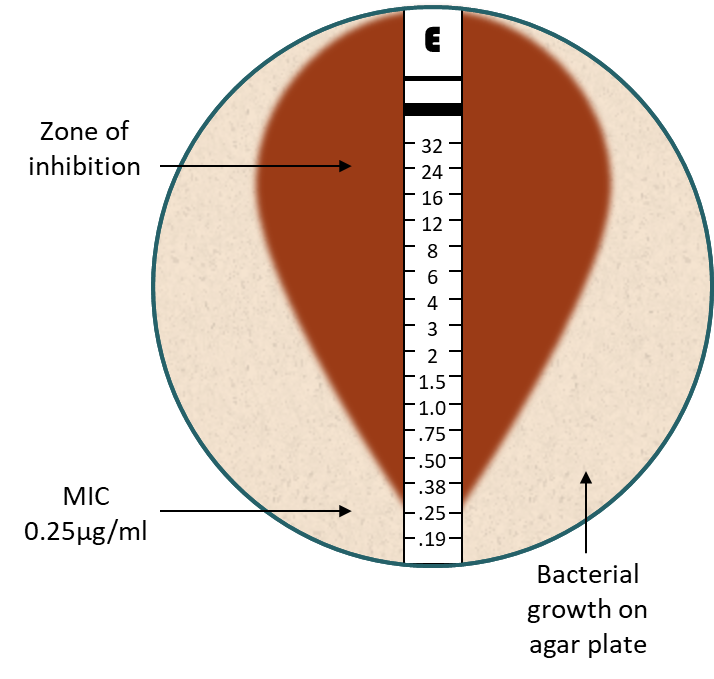 E
Zone of
inhibition
32
24
16
12
8
6
4
3
2
1.5
1.0
.75
.50
.38
.25
.19
MIC
0.25µg/ml
Bacterial
growth on
agar plate